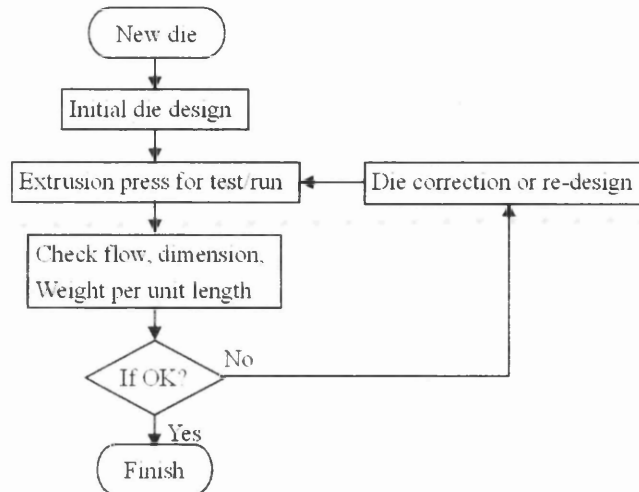 New die
Initial die design
Extrusion press for test/run
Die correction or re-design
Check flow, dimension,
Weight per unit length
If OK?
No
Yes
Finish